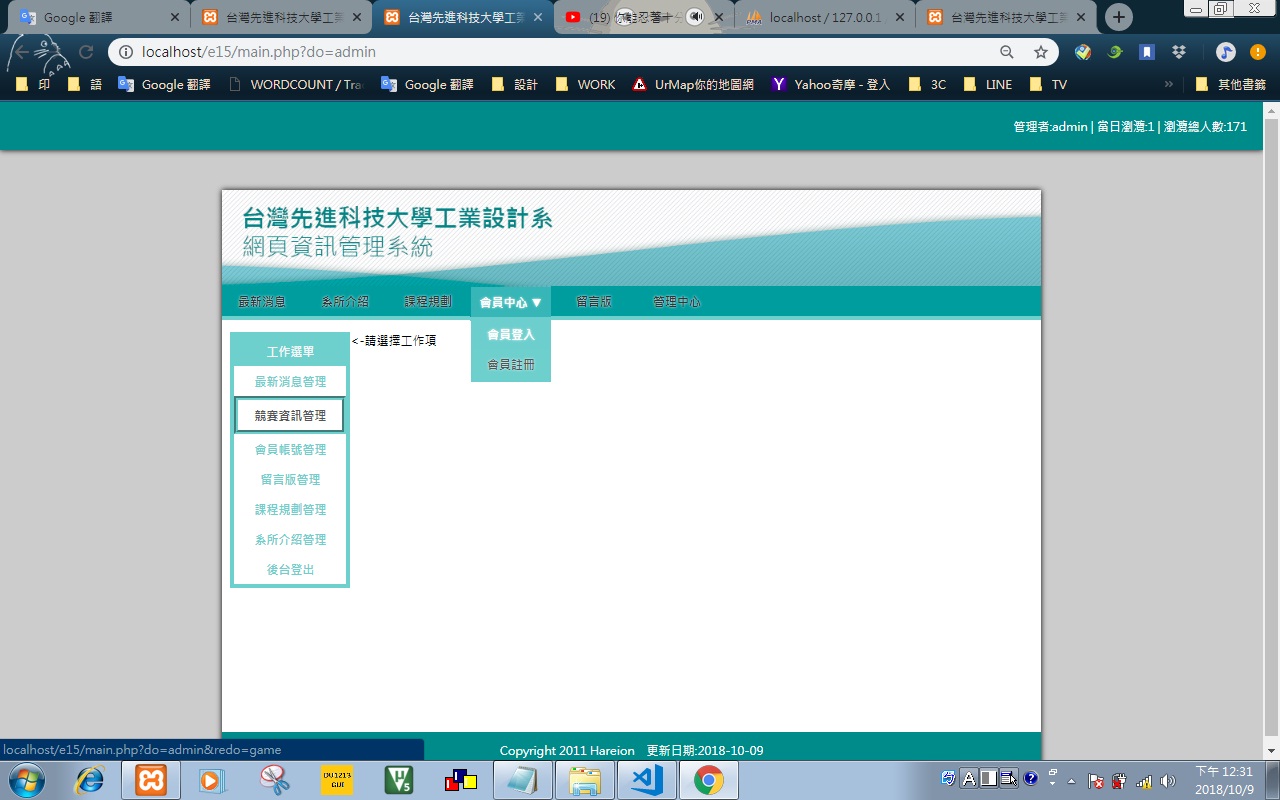 Google 翻譯
台灣先進科技大學工業
台灣先進科技大學工業
(19) 你能忍著十分
localhost / 127.0.0.1
台灣先進科技大學工業
localhost/e15/main.php?do=admin
印
語
Google 翻譯
WORDCOUNT / Tra
Google 翻譯
設計
WORK
UrMap你的地圖網
Yahoo奇摩 - 登入
3C
LINE
TV
»
其他書籤
管理者:admin | 當日瀏灠:1 | 瀏灠總人數:171
台灣先進科技大學工業設計系
網頁資訊管理系統
最新消息
系所介紹
課程規劃
會員中心 ▼
留言版
管理中心
會員登入
會員註冊
工作選單
<-請選擇工作項
最新消息管理
競賽資訊管理
會員帳號管理
留言版管理
課程規劃管理
系所介紹管理
後台登出
localhost/e15/main.php?do=admin&redo=game
Copyright 2011 Hareion 更新日期:2018-10-09
下午 12:31
2018/10/9